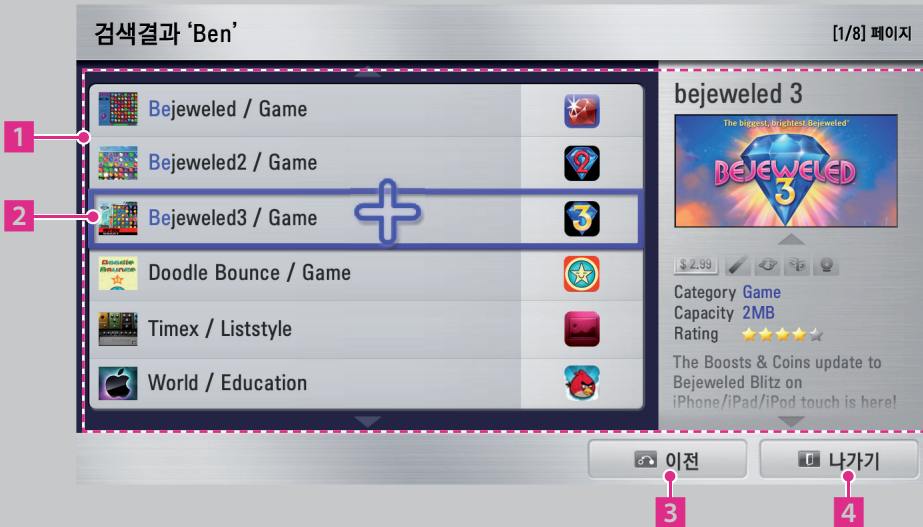 검색결과 ‘Ben’
[1/8] 페이지
1
Bejeweled / Game
Bejeweled2 / Game
2
2
Bejeweled3 / Game
3
Doodle Bounce / Game
Timex / Liststyle
World / Education
bejeweled 3
The biggest, brightest Bejeweled
BEJEWELED
3
$ 2.99
Category Game
Capacity 2MB
Rating
The Boosts & Coins update to
Bejeweled Blitz on
iPhone/iPad/iPod touch is here!
이전
나가기
3
4